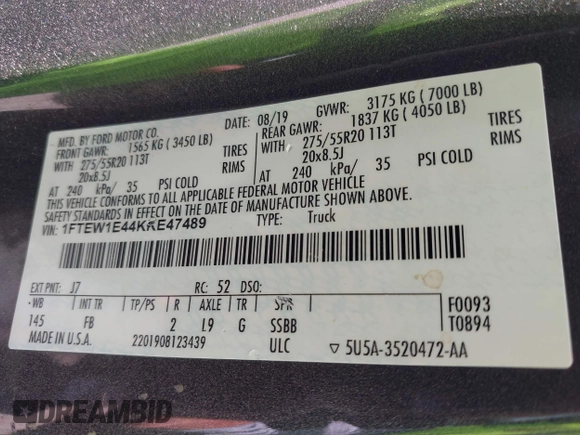 MFD. BY FORD MOTOR CO.
DATE: 08/19 GVWR: 3175 KG ( 7000 LB)
FRONT GAWR: 1565 KG ( 3450 LB) REAR GAWR: 1837 KG ( 4050 LB)
WITH 275/55R20 113T TIRES WITH 275/55R20 113T TIRES
20x8.5J RIMS 20x8.5J RIMS
AT 240 kPa/ 35 PSI COLD AT 240 kPa/ 35 PSI COLD
THIS VEHICLE CONFORMS TO ALL APPLICABLE FEDERAL MOTOR VEHICLE
SAFETY STANDARDS IN EFFECT ON THE DATE OF MANUFACTURE SHOWN ABOVE.
VIN: 1FTEW1E44KKE47489 TYPE: Truck
EXT PNT: J7 RC: 52 DSO:
WB INT TR TP/PS R AXLE TR SPR F0093
145 FB 2 L9 G SSBB T0894
MADE IN U.S.A. 2201908123439 ULC ▽ 5U5A-3520472-AA
DREAMBID